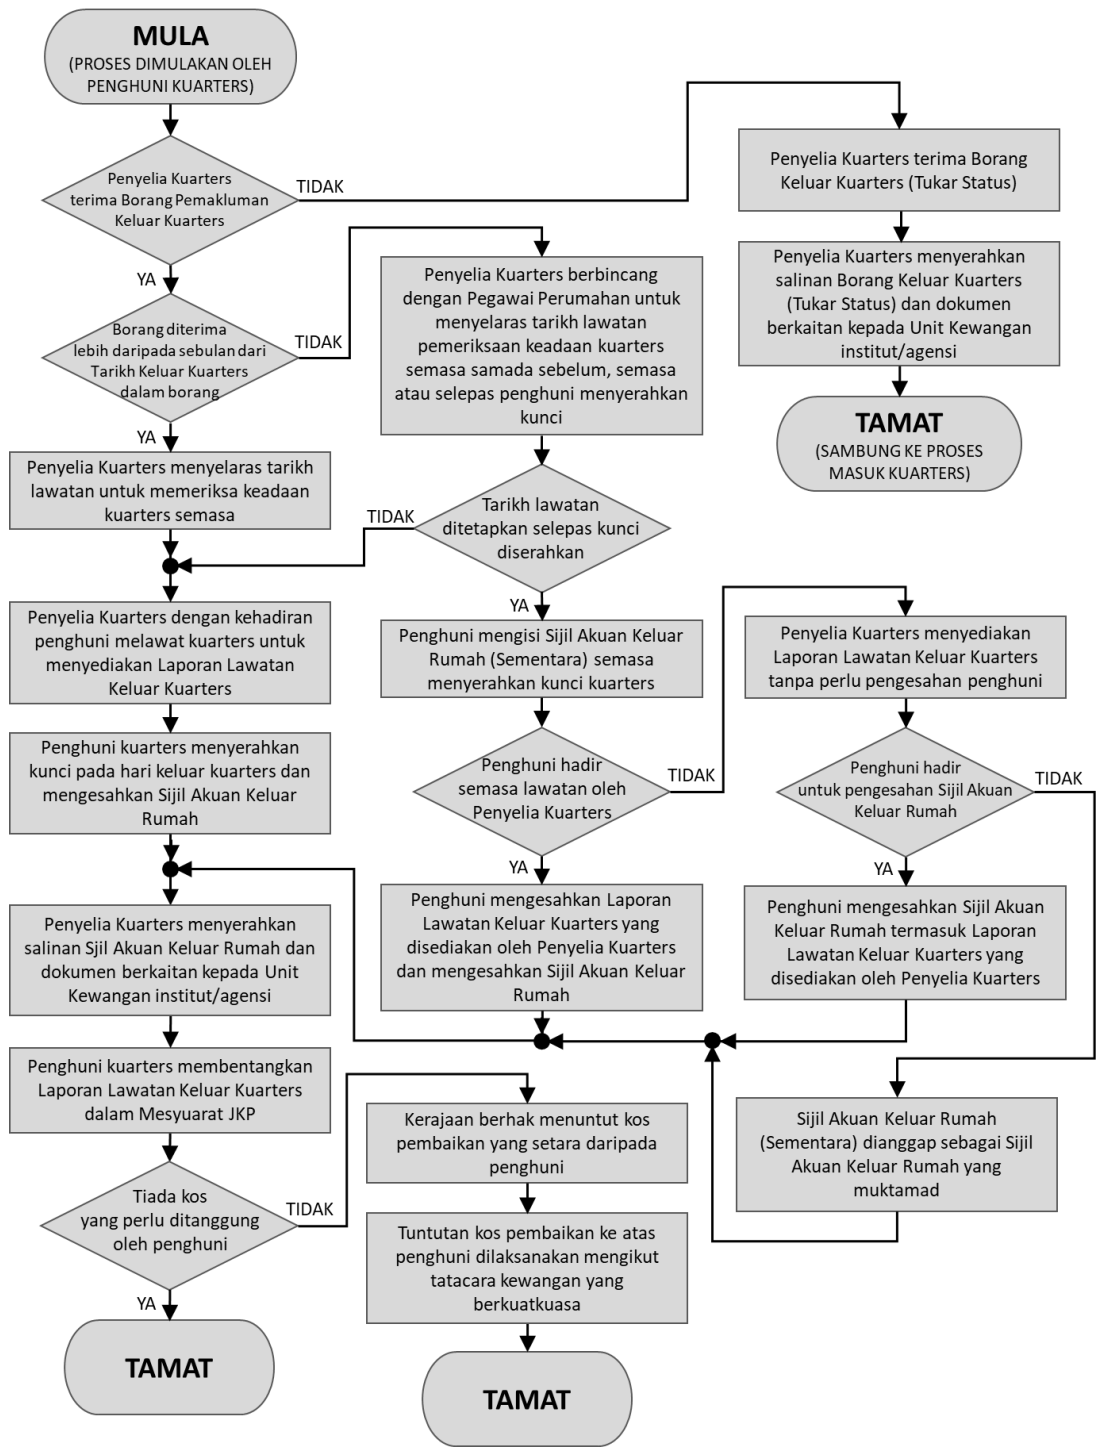 MULA
(PROSES DIMULAKAN OLEH
PENGHUNI KUARTERS)
Penyelia Kuarters
terima Borang Pemakluman
Keluar Kuarters
TIDAK
YA
Penyelia Kuarters terima Borang
Keluar Kuarters (Tukar Status)
Penyelia Kuarters menyerahkan
salinan Borang Keluar Kuarters
(Tukar Status) dan dokumen
berkaitan kepada Unit Kewangan
institut/agensi
TAMAT
(SAMBUNG KE PROSES
MASUK KUARTERS)
Borang diterima
lebih daripada sebulan dari
Tarikh Keluar Kuarters
dalam borang
TIDAK
YA
Penyelia Kuarters berbincang
dengan Pegawai Perumahan untuk
menyelaras tarikh lawatan
pemeriksaan keadaan kuarters
semasa samada sebelum, semasa
atau selepas penghuni menyerahkan
kunci
Penyelia Kuarters menyelaras tarikh
lawatan untuk memeriksa keadaan
kuarters semasa
Tarikh lawatan
ditetapkan selepas kunci
diserahkan
TIDAK
YA
Penyelia Kuarters dengan kehadiran
penghuni melawat kuarters untuk
menyediakan Laporan Lawatan
Keluar Kuarters
Penghuni mengisi Sijil Akuan Keluar
Rumah (Sementara) semasa
menyerahkan kunci kuarters
Penyelia Kuarters menyediakan
Laporan Lawatan Keluar Kuarters
tanpa perlu pengesahan penghuni
Penghuni kuarters menyerahkan
kunci pada hari keluar kuarters dan
mengesahkan Sijil Akuan Keluar
Rumah
Penghuni hadir
semasa lawatan oleh
Penyelia Kuarters
TIDAK
YA
Penghuni hadir
untuk pengesahan Sijil Akuan
Keluar Rumah
TIDAK
YA
Penyelia Kuarters menyerahkan
salinan Sjil Akuan Keluar Rumah dan
dokumen berkaitan kepada Unit
Kewangan institut/agensi
Penghuni mengesahkan Laporan
Lawatan Keluar Kuarters yang
disediakan oleh Penyelia Kuarters
dan mengesahkan Sijil Akuan Keluar
Rumah
Penghuni mengesahkan Sijil Akuan
Keluar Rumah termasuk Laporan
Lawatan Keluar Kuarters yang
disediakan oleh Penyelia Kuarters
Penghuni kuarters membentangkan
Laporan Lawatan Keluar Kuarters
dalam Mesyuarat JKP
Kerajaan berhak menuntut kos
pembaikan yang setara daripada
penghuni
Sijil Akuan Keluar Rumah
(Sementara) dianggap sebagai Sijil
Akuan Keluar Rumah yang
muktamad
Tiada kos
yang perlu ditanggung
oleh penghuni
TIDAK
YA
Tuntutan kos pembaikan ke atas
penghuni dilaksanakan mengikut
tatacara kewangan yang
berkuatkuasa
TAMAT
TAMAT